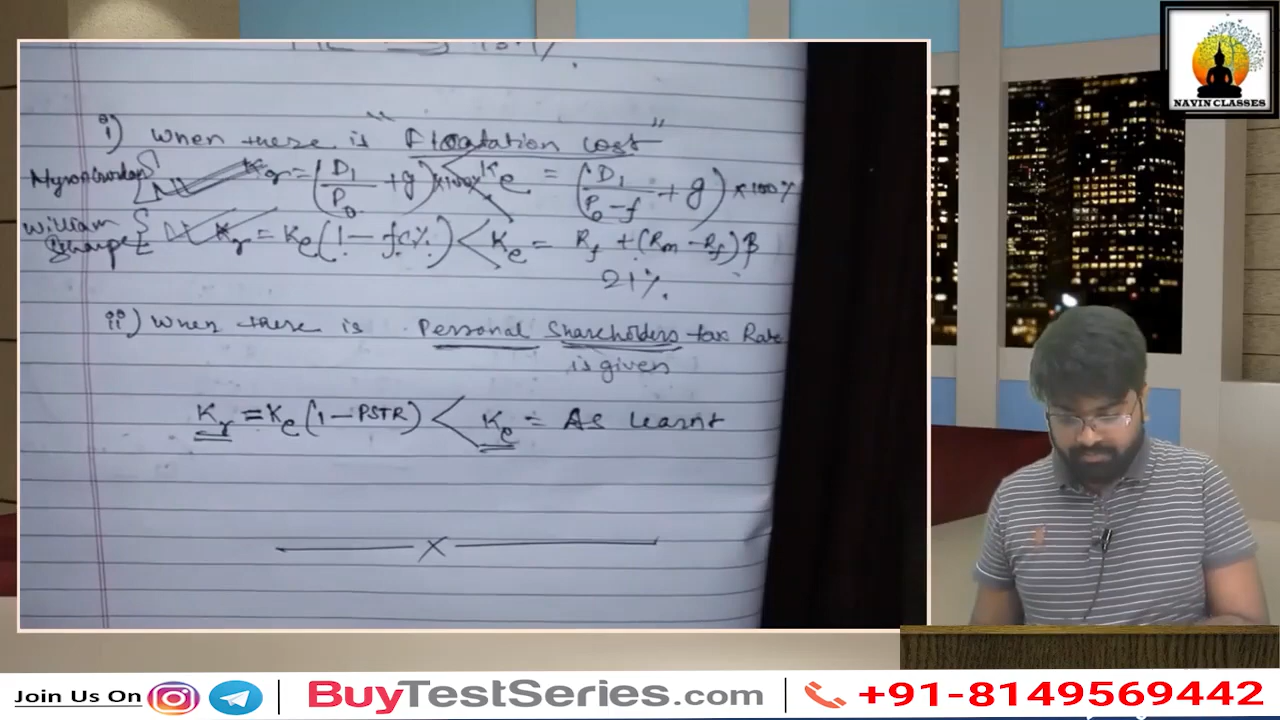 i) When there is "Floatation cost"
Myron Gordon { Kr = (D1/P0 + g) x100% < Ke = (D1/P0-f + g) x100%
William Sharpe { Kr = Ke (1 - fc%) < Ke = Rf + (Rm - Rf) β
21%.
ii) When there is Personal Shareholders tax Rate
is given
Kr = Ke (1 - PSTR) < Ke = As learnt
x
NAVIN CLASSES
Join Us On BuyTestSeries.com +91-8149569442